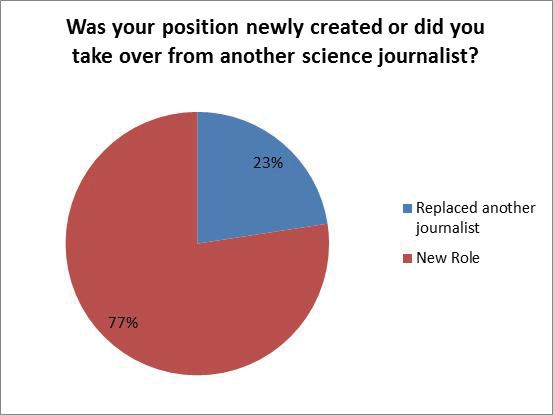 Was your position newly created or did you
take over from another science journalist?
23%
77%
Replaced another
journalist
New Role